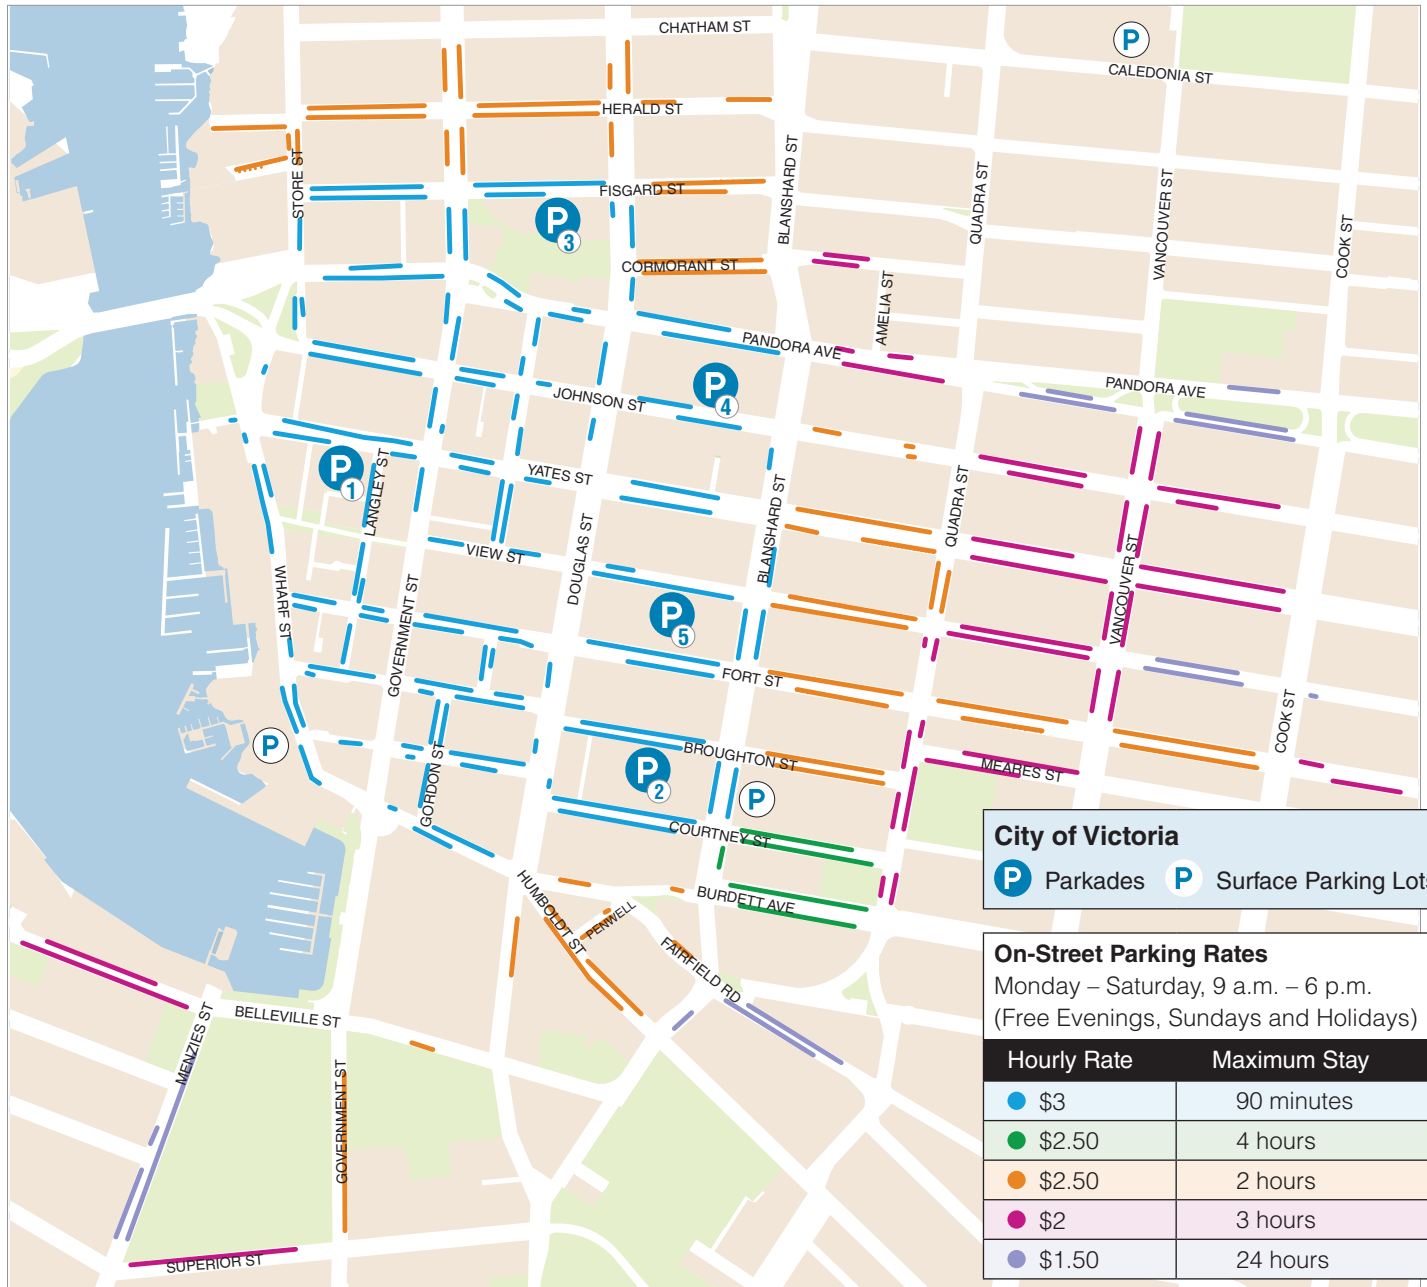 CHATHAM ST
P
CALEDONIA ST
HERALD ST
STORE ST
FISGARD ST
BLANSHARD ST
QUADRA ST
VANCOUVER ST
COOK ST
P
3
CORMORANT ST
AMELIA ST
PANDORA AVE
PANDORA AVE
P
4
JOHNSON ST
P
1
LANGLEY ST
YATES ST
BLANSHARD ST
QUADRA ST
VIEW ST
DOUGLAS ST
VANCOUVER ST
WHARF ST
GOVERNMENT ST
P
5
FORT ST
COOK ST
P
GORDON ST
BROUGHTON ST
MEARES ST
P
2
P
COURTNEY ST
HUMBOLDT ST
BURDETT AVE
PENWELL
FAIRFIELD RD
MENZIES ST
BELLEVILLE ST
GOVERNMENT ST
SUPERIOR ST
City of Victoria
P Parkades P Surface Parking Lots
On-Street Parking Rates
Monday – Saturday, 9 a.m. – 6 p.m.
(Free Evenings, Sundays and Holidays)
Hourly Rate Maximum Stay
$3 90 minutes
$2.50 4 hours
$2.50 2 hours
$2 3 hours
$1.50 24 hours